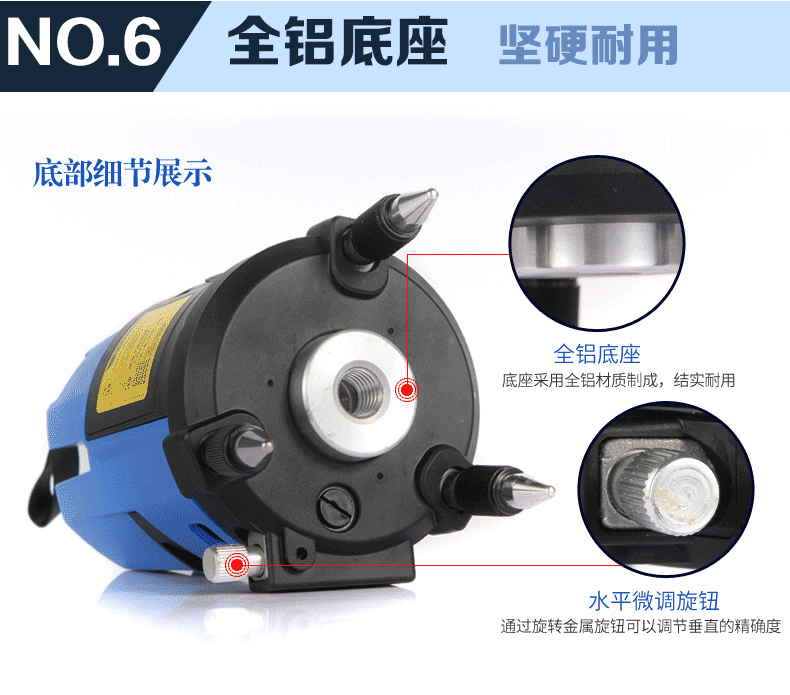 NO.6 全铝底座 坚硬耐用
底部细节展示
全铝底座
底座采用全铝材质制成，结实耐用
水平微调旋钮
通过旋转金属旋钮可以调节垂直的精确度